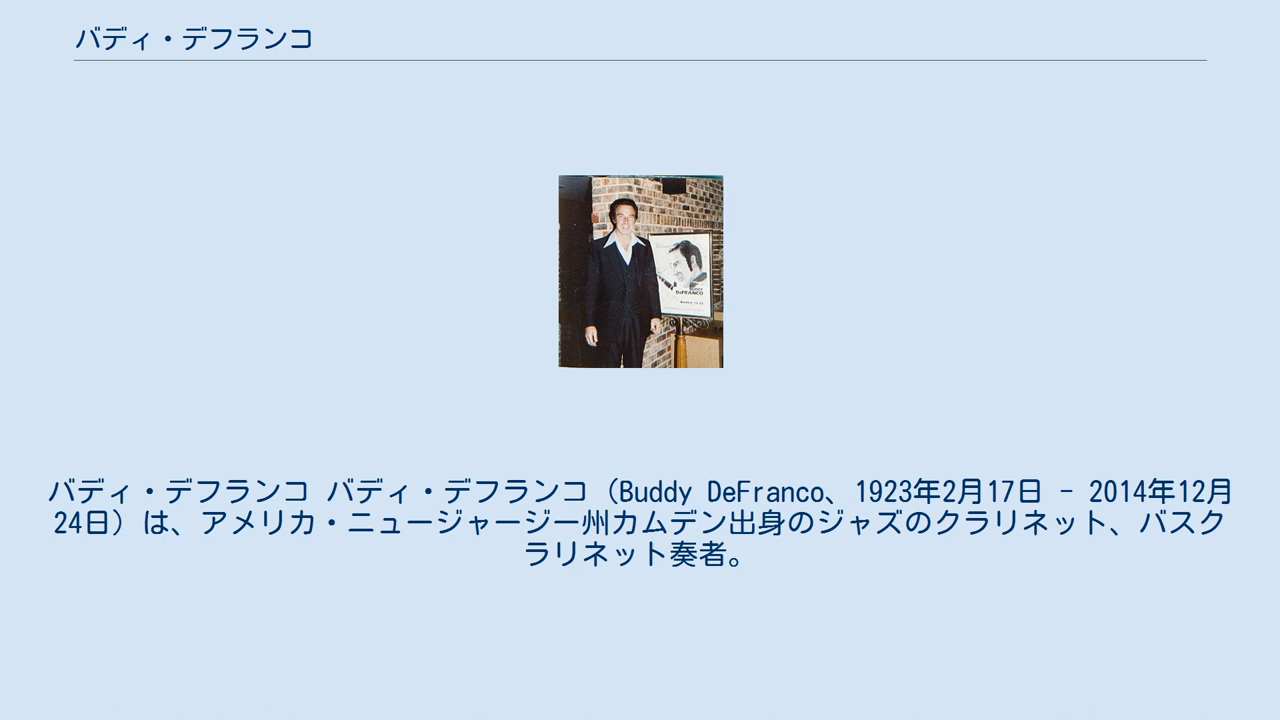 バディ・デフランコ
BUDDY
DeFRANCO
バディ・デフランコ バディ・デフランコ（Buddy DeFranco、1923年2月17日 - 2014年12月
24日）は、アメリカ・ニュージャージー州カムデン出身のジャズのクラリネット、バスク
ラリネット奏者。